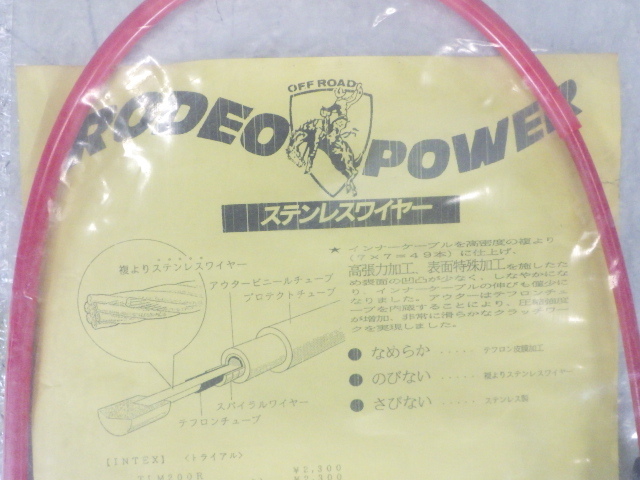 OFF ROAD
RODEO POWER
ステンレスワイヤー
★ インナーケーブルを高密度の複より
(7×7=49本)に仕上げ、
高張力加工、表面特殊加工を施したた
め表面の凹凸が少なく、しなやかにな
り、インナーケーブルの伸びも僅少に
なりました。アウターはテフロンチュ
ーブを内蔵することにより、圧縮強度
が増加、非常に滑らかなクラッチワー
クを実現しました。
複よりステンレスワイヤー
アウタービニールチューブ
プロテクトチューブ
スパイラルワイヤー
テフロンチューブ
● なめらか ····· テフロン皮膜加工
● のびない ····· 複よりステンレスワイヤー
● さびない ····· ステンレス製
【INTEX】 〈トライアル〉
¥2,300
TLM200R